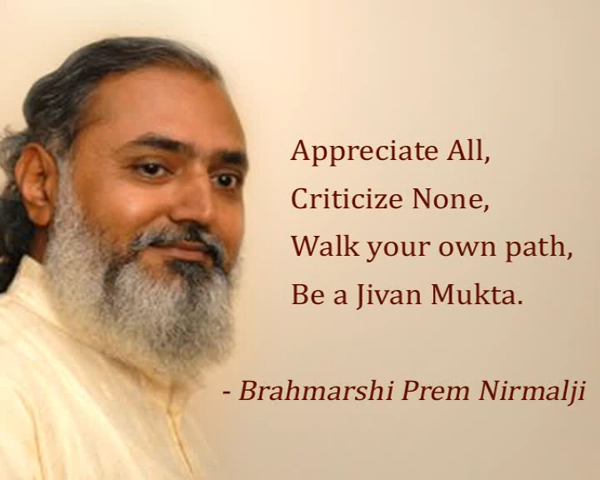 Appreciate All,
Criticize None,
Walk your own path,
Be a Jivan Mukta.
- Brahmarshi Prem Nirmalji